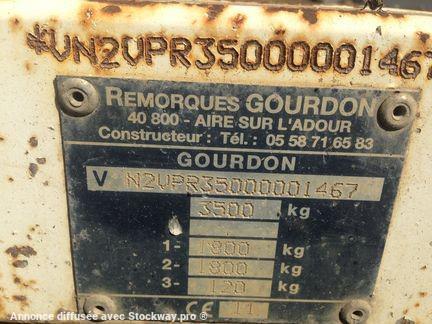 *VN2VPR35000001467
REMORQUES GOURDON
40 800 - AIRE SUR L'ADOUR
Constructeur : Tél. : 05 58 71 65 83
GOURDON
V N2VPR35000001467
3500 kg
1- 1800 kg
2- 1800 kg
3- 120 kg
CE 11
Annonce diffusée avec Stockway.pro ®